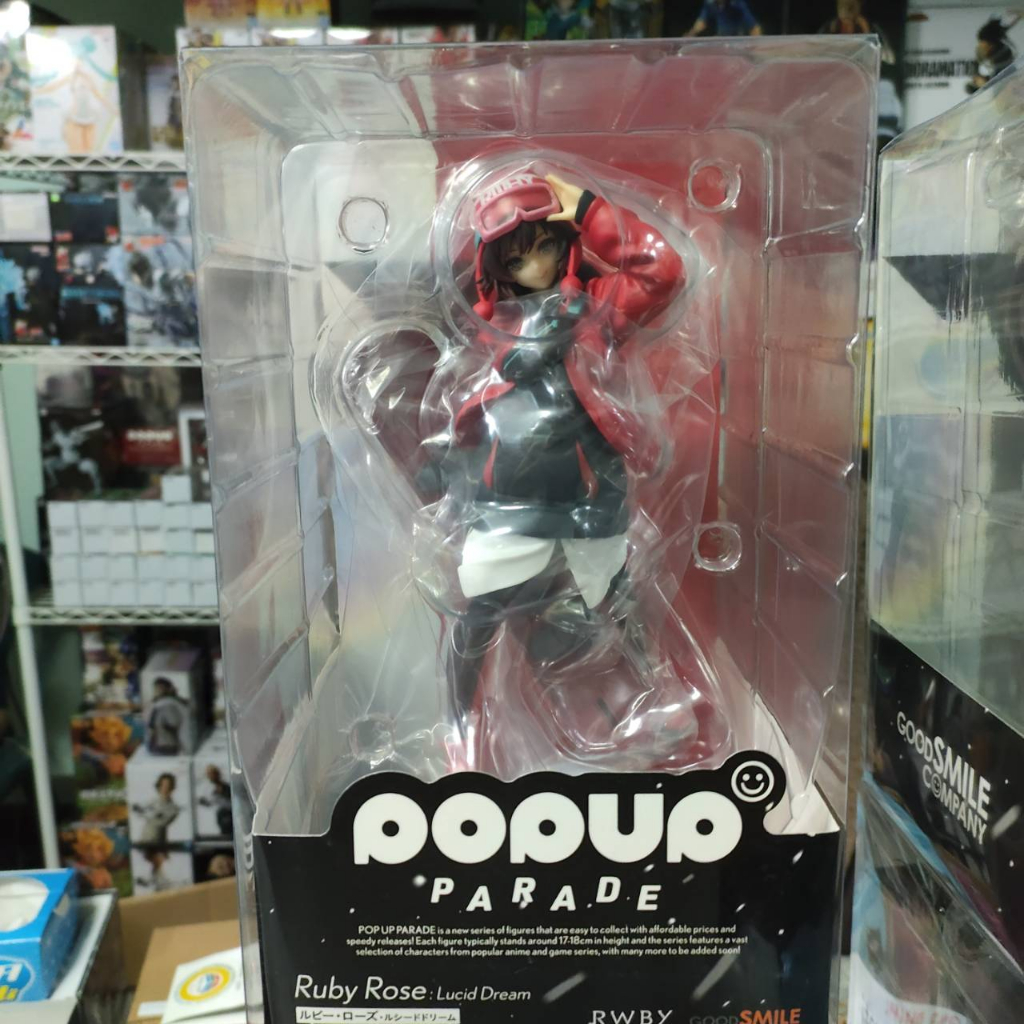 POPUP
PARADE
POP UP PARADE is a new series of figures that are easy to collect with affordable prices and
speedy releases! Each figure typically stands around 17-18cm in height and the series features a vast
selection of characters from popular anime and game series, with many more to be added soon!
Ruby Rose : Lucid Dream
ルビー・ローズ・ルシードドリーム
RWBY
GOODSMILE
GOODSMILE
COMPANY
POPUP